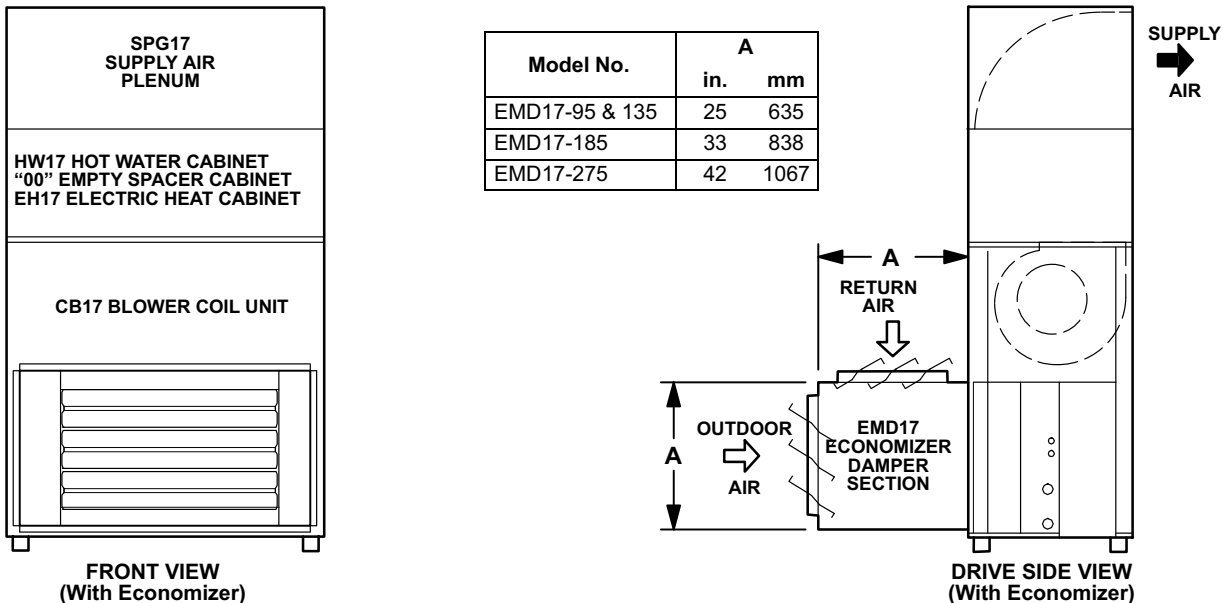 SPG17
SUPPLY AIR
PLENUM
HW17 HOT WATER CABINET
“00” EMPTY SPACER CABINET
EH17 ELECTRIC HEAT CABINET
CB17 BLOWER COIL UNIT
FRONT VIEW
(With Economizer)
Model No. A
in. mm
EMD17-95 & 135 25 635
EMD17-185 33 838
EMD17-275 42 1067
SUPPLY
AIR
A
RETURN
AIR
A
OUTDOOR
AIR
EMD17
ECONOMIZER
DAMPER
SECTION
DRIVE SIDE VIEW
(With Economizer)